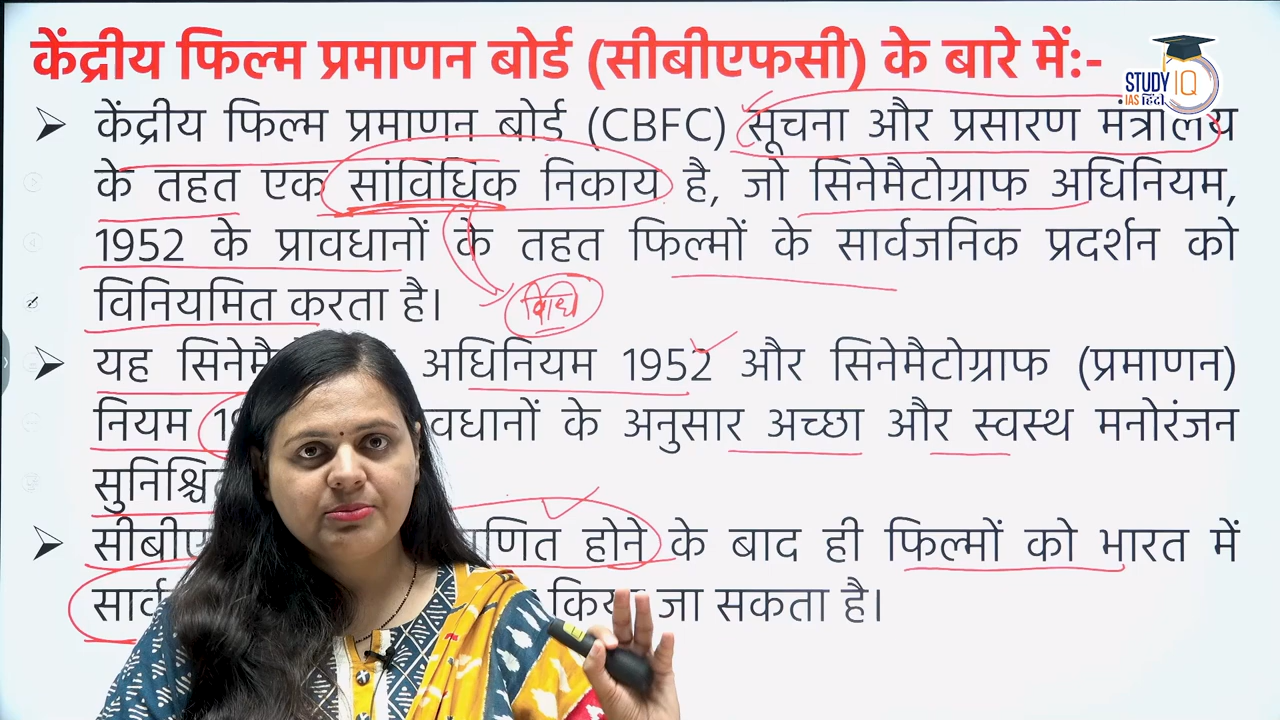 केंद्रीय फिल्म प्रमाणन बोर्ड (सीबीएफसी) के बारे में:-
STUDY IQ
IAS हिंदी
केंद्रीय फिल्म प्रमाणन बोर्ड (CBFC) सूचना और प्रसारण मंत्रालय
के तहत एक सांविधिक निकाय है, जो सिनेमैटोग्राफ अधिनियम,
1952 के प्रावधानों के तहत फिल्मों के सार्वजनिक प्रदर्शन को
विनियमित करता है।
विधि
यह अधिनियम 1952 और सिनेमैटोग्राफ (प्रमाणन)
नियम के अनुसार अच्छा और स्वस्थ मनोरंजन
होने के बाद ही फिल्मों को भारत में
जा सकता है।